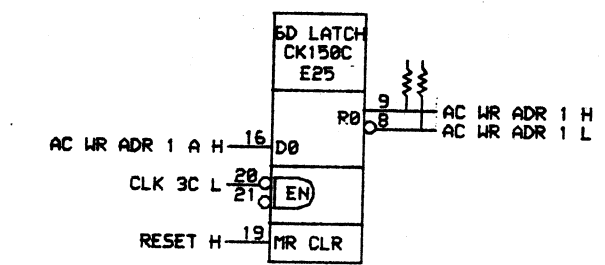 6D LATCH
CK150C
E25
R0
9
8
AC WR ADR 1 H
AC WR ADR 1 L
AC WR ADR 1 A H
16
D0
CLK 3C L
20
21
EN
RESET H
19
MR CLR